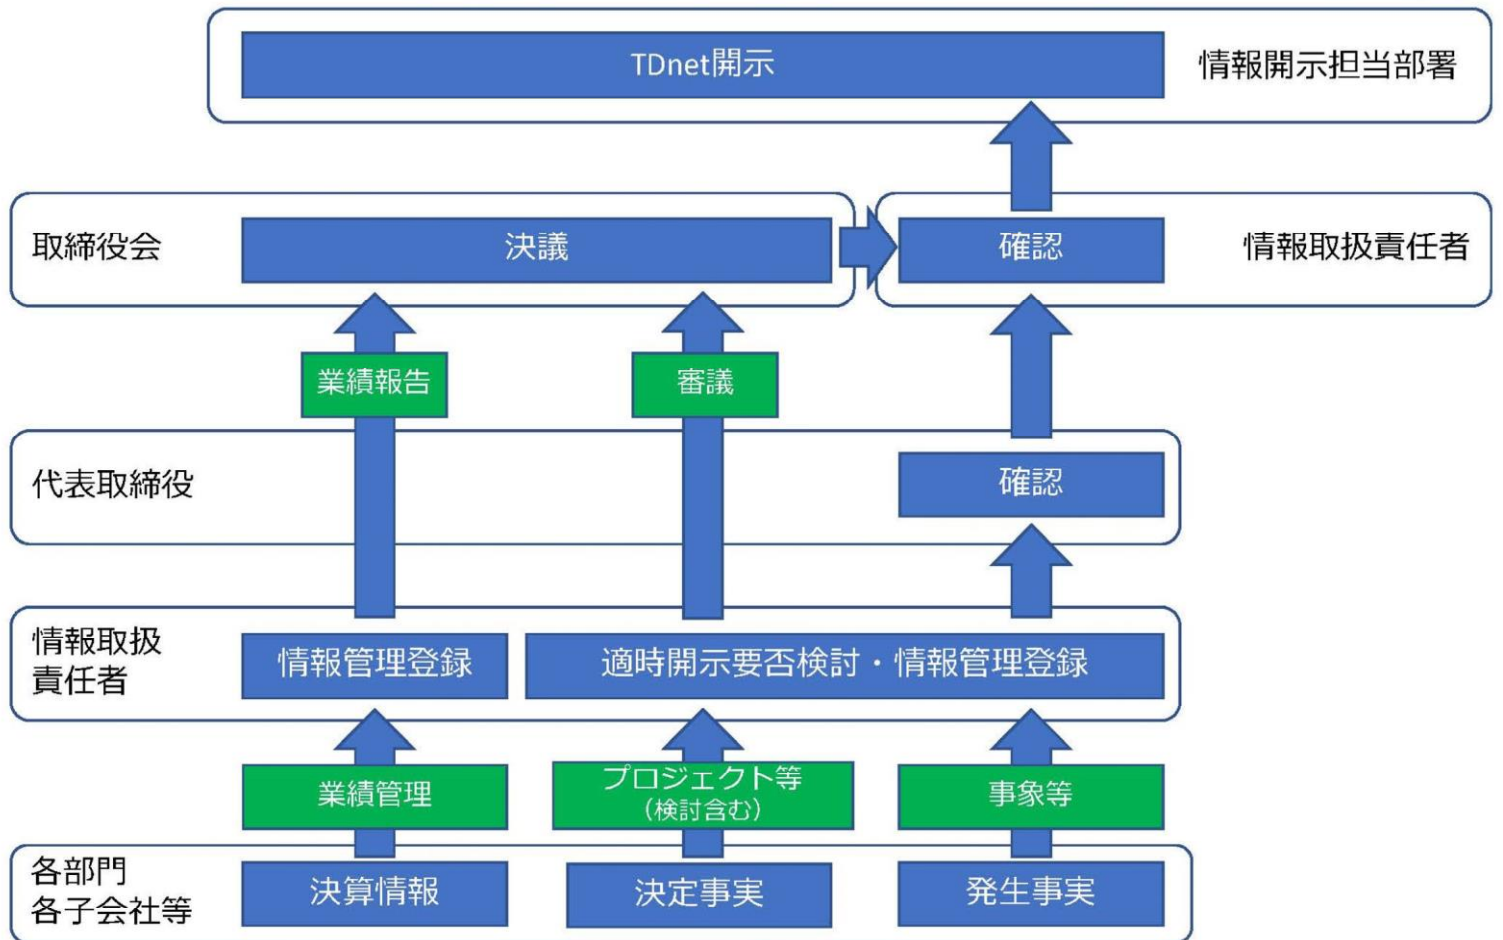 TDnet開示
情報開示担当部署
取締役会
決議
確認
情報取扱責任者
業績報告
審議
代表取締役
確認
情報取扱
責任者
情報管理登録
適時開示要否検討・情報管理登録
業績管理
プロジェクト等
（検討含む）
事象等
各部門
各子会社等
決算情報
決定事実
発生事実